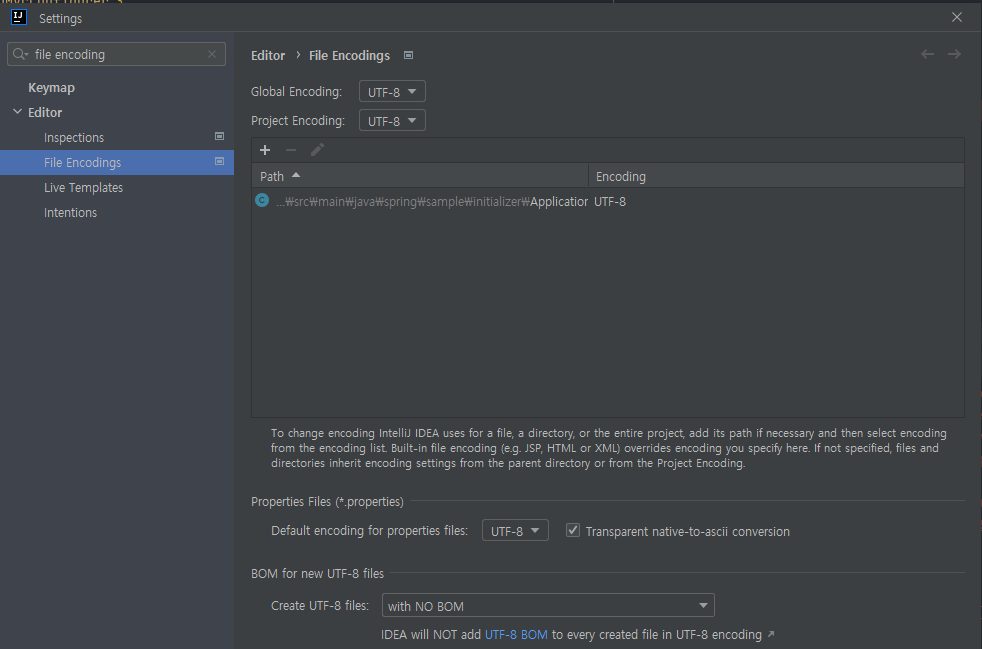 IJ
Settings
file encoding
Keymap
Editor
Inspections
File Encodings
Live Templates
Intentions
Editor › File Encodings
Global Encoding: UTF-8
Project Encoding: UTF-8
Path Encoding
C ...₩src₩main₩java₩spring₩sample₩initializer₩Application UTF-8
To change encoding IntelliJ IDEA uses for a file, a directory, or the entire project, add its path if necessary and then select encoding
from the encoding list. Built-in file encoding (e.g. JSP, HTML or XML) overrides encoding you specify here. If not specified, files and
directories inherit encoding settings from the parent directory or from the Project Encoding.
Properties Files (*.properties)
Default encoding for properties files: UTF-8 Transparent native-to-ascii conversion
BOM for new UTF-8 files
Create UTF-8 files: with NO BOM
IDEA will NOT add UTF-8 BOM to every created file in UTF-8 encoding ↗